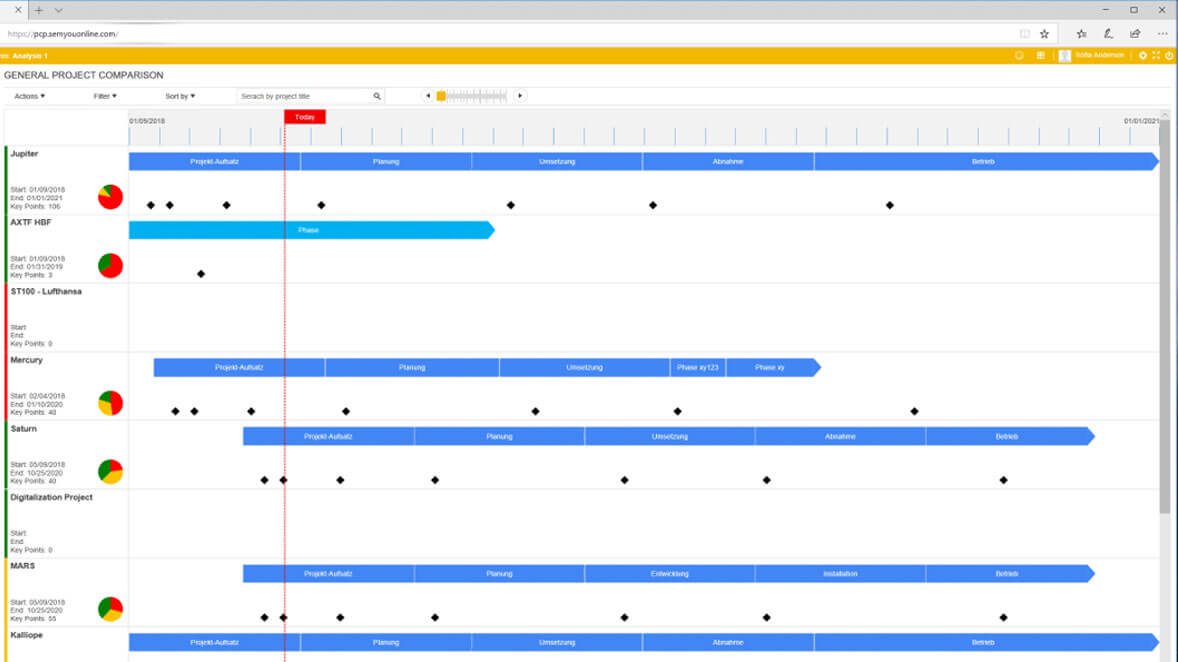 https://pcp.semyouonline.com/
Analysis 1
Sofia Anderson
GENERAL PROJECT COMPARISON
Actions
Filter
Sort by
Serach by project title
01/09/2018
Today
01/01/2021
Jupiter
Projekt-Aufsatz
Planung
Umsetzung
Abnahme
Betrieb
Start: 01/09/2018
End: 01/01/2021
Key Points: 106
AXTF HBF
Phase
Start: 01/09/2018
End: 01/31/2019
Key Points: 3
ST100 - Lufthansa
Start:
End:
Key Points: 0
Mercury
Projekt-Aufsatz
Planung
Umsetzung
Phase xy123
Phase xy
Start: 02/04/2018
End: 01/10/2020
Key Points: 40
Saturn
Projekt-Aufsatz
Planung
Umsetzung
Abnahme
Betrieb
Start: 05/09/2018
End: 10/25/2020
Key Points: 40
Digitalization Project
Start:
End:
Key Points: 0
MARS
Projekt-Aufsatz
Planung
Entwicklung
Installation
Betrieb
Start: 05/09/2018
End: 10/25/2020
Key Points: 55
Kalliope
Projekt-Aufsatz
Planung
Umsetzung
Abnahme
Betrieb